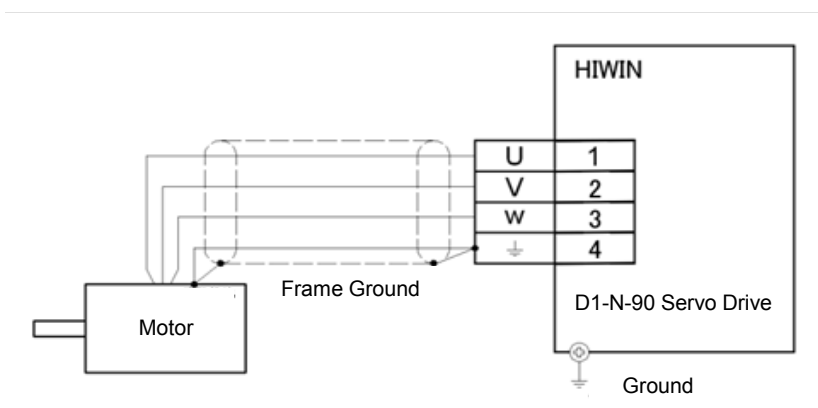 HIWIN
U 1
V 2
W 3
4
Frame Ground
D1-N-90 Servo Drive
Motor
Ground